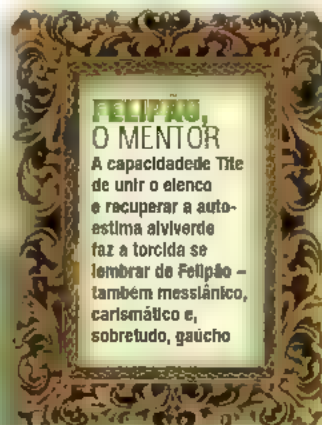 FELIPÃO,
O MENTOR
A capacidadede Tite
de unir o elenco
e recuperar a auto-
estima alviverde
faz a torcida se
lembrar de Felipão –
também messiânico,
carismático e,
sobretudo, gaúcho